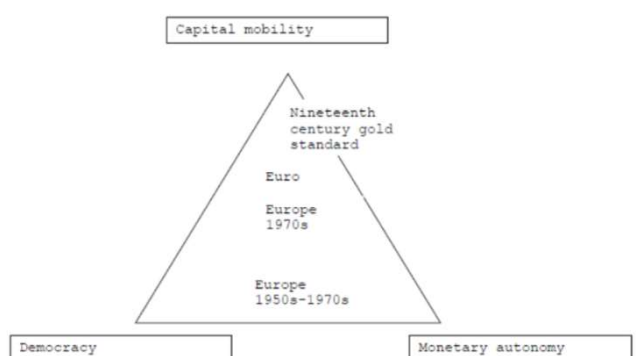 Capital mobility
Nineteenth
century gold
standard
Euro
Europe
1970s
Europe
1950s-1970s
Democracy
Monetary autonomy